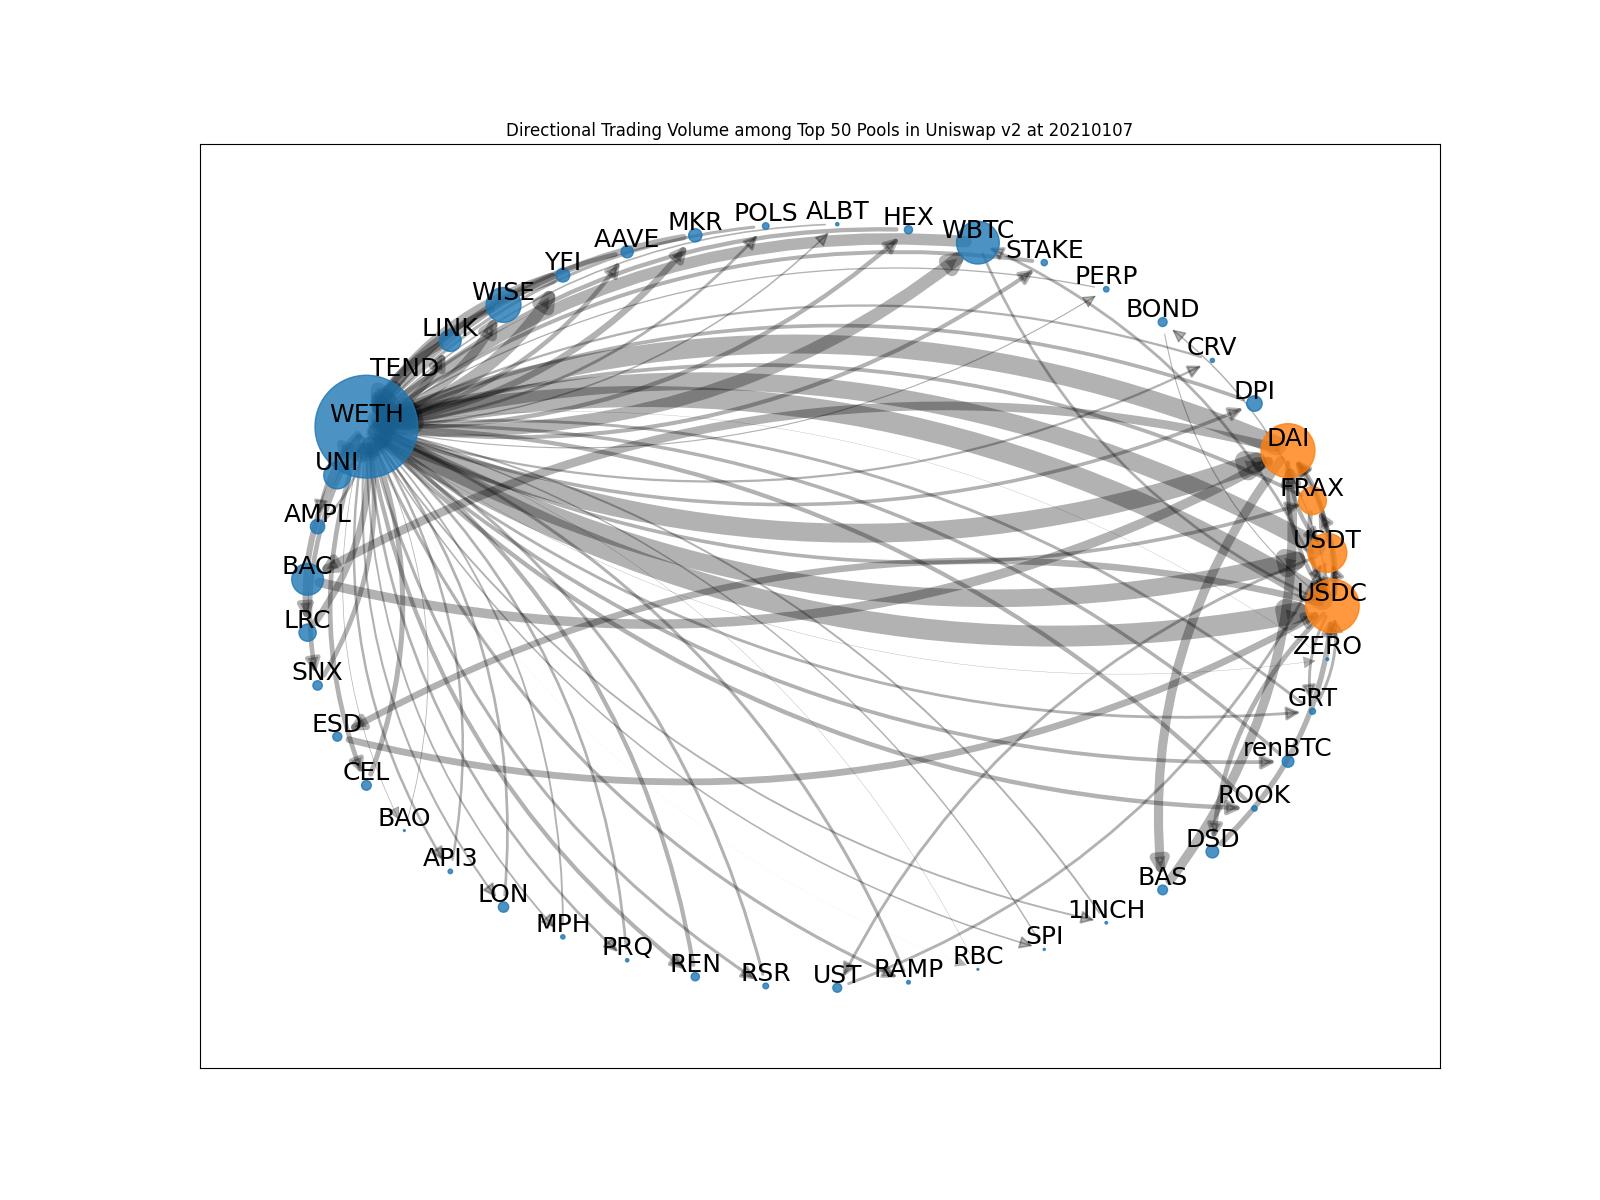 Directional Trading Volume among Top 50 Pools in Uniswap v2 at 20210107
POLS
ALBT
HEX
MKR
WBTC
AAVE
STAKE
YFI
PERP
WISE
BOND
LINK
CRV
TEND
DPI
WETH
DAI
UNI
FRAX
AMPL
USDT
BAC
USDC
LRC
ZERO
SNX
GRT
ESD
renBTC
CEL
ROOK
BAO
DSD
API3
BAS
LON
1INCH
MPH
SPI
PRQ
RBC
REN
RAMP
RSR
UST